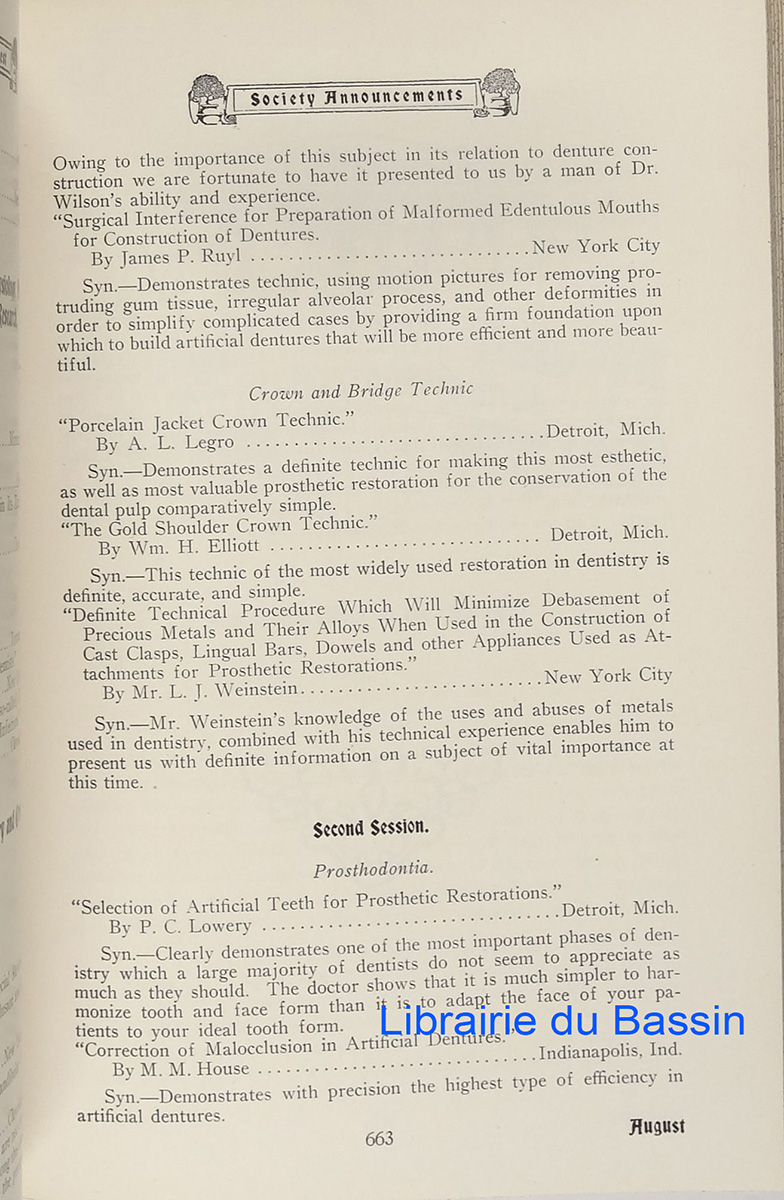 Society Announcements
Owing to the importance of this subject in its relation to denture con-
struction we are fortunate to have it presented to us by a man of Dr.
Wilson's ability and experience.
"Surgical Interference for Preparation of Malformed Edentulous Mouths
for Construction of Dentures.
By James P. Ruyl ..............................New York City
Syn.—Demonstrates technic, using motion pictures for removing pro-
truding gum tissue, irregular alveolar process, and other deformities in
order to simplify complicated cases by providing a firm foundation upon
which to build artificial dentures that will be more efficient and more beau-
tiful.
Crown and Bridge Technic
"Porcelain Jacket Crown Technic."
By A. L. Legro ................................Detroit, Mich.
Syn.—Demonstrates a definite technic for making this most esthetic,
as well as most valuable prosthetic restoration for the conservation of the
dental pulp comparatively simple.
"The Gold Shoulder Crown Technic."
By Wm. H. Elliott ............................. Detroit, Mich.
Syn.—This technic of the most widely used restoration in dentistry is
definite, accurate, and simple.
"Definite Technical Procedure Which Will Minimize Debasement of
Precious Metals and Their Alloys When Used in the Construction of
Cast Clasps, Lingual Bars, Dowels and other Appliances Used as At-
tachments for Prosthetic Restorations."
By Mr. L. J. Weinstein..........................New York City
Syn.—Mr. Weinstein's knowledge of the uses and abuses of metals
used in dentistry, combined with his technical experience enables him to
present us with definite information on a subject of vital importance at
this time.
Second Session.
Prosthodontia.
"Selection of Artificial Teeth for Prosthetic Restorations."
By P. C. Lowery ................................Detroit, Mich.
Syn.—Clearly demonstrates one of the most important phases of den-
istry which a large majority of dentists do not seem to appreciate as
much as they should. The doctor shows that it is much simpler to har-
monize tooth and face form than it is to adapt the face of your pa-
tients to your ideal tooth form.
Librairie du Bassin
"Correction of Malocclusion in Artificial Dentures."
By M. M. House ..............................Indianapolis, Ind.
Syn.—Demonstrates with precision the highest type of efficiency in
artificial dentures.
663
August